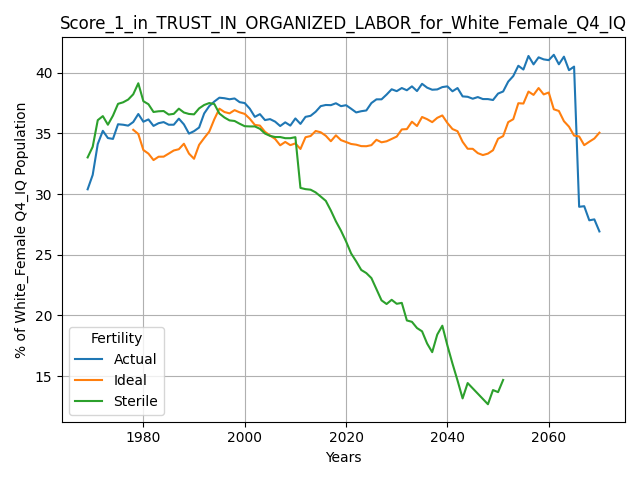 Score_1_in_TRUST_IN_ORGANIZED_LABOR_for_White_Female_Q4_IQ
% of White_Female Q4_IQ Population
40
35
30
25
20
15
Fertility
Actual
Ideal
Sterile
1980 2000 2020 2040 2060
Years